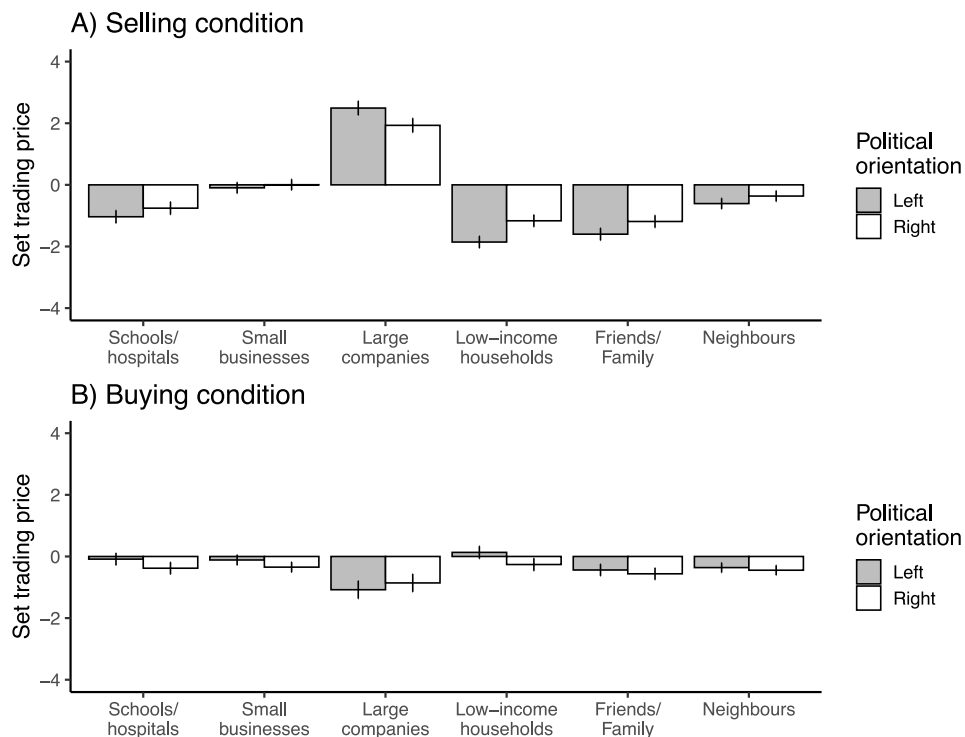 A) Selling condition
Set trading price
4
2
0
−2
−4
Schools/
hospitals
Small
businesses
Large
companies
Low−income
households
Friends/
Family
Neighbours
Political
orientation
Left
Right
B) Buying condition
Set trading price
4
2
0
−2
−4
Schools/
hospitals
Small
businesses
Large
companies
Low−income
households
Friends/
Family
Neighbours
Political
orientation
Left
Right